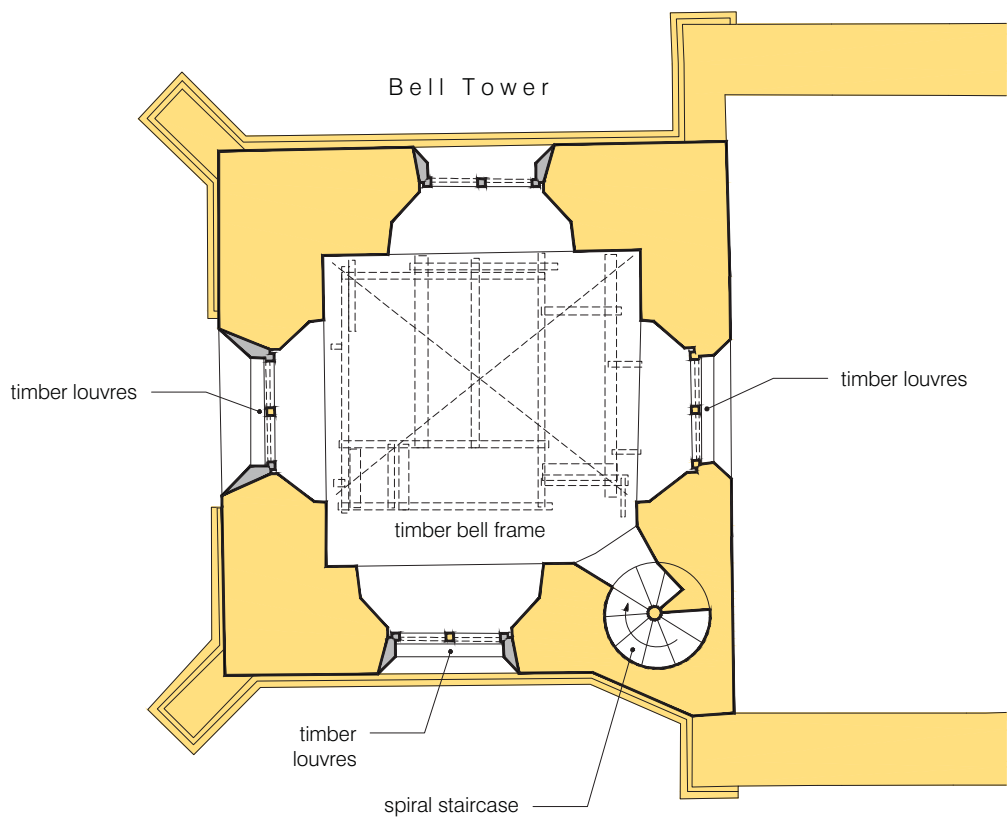 Bell Tower
timber louvres
timber louvres
timber bell frame
timber
louvres
spiral staircase